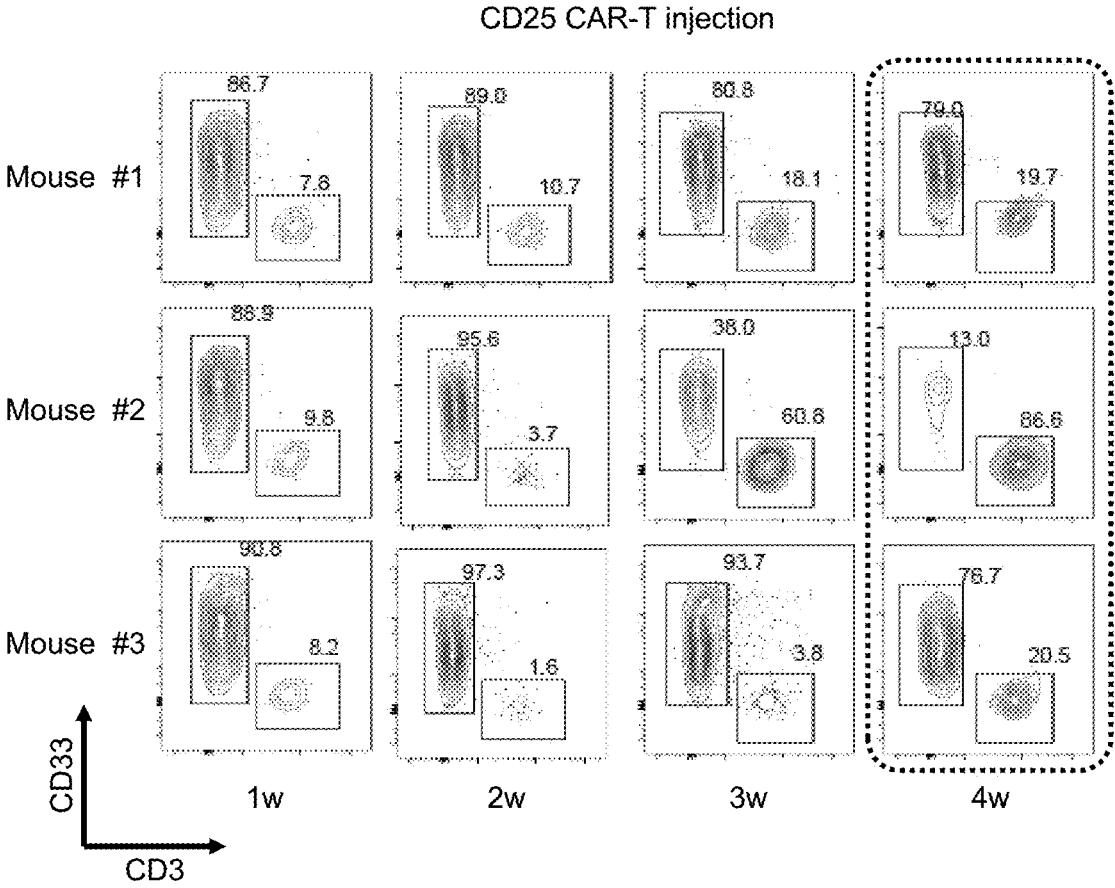 CD25 CAR-T injection
86.7 89.0 80.8 79.0
Mouse #1
7.8 10.7 18.1 19.7
88.9 95.6 38.0 13.0
Mouse #2
9.8 3.7 60.8 86.6
90.8 97.3 93.7 76.7
Mouse #3
8.2 1.6 3.8 20.5
CD33
1w 2w 3w 4w
CD3